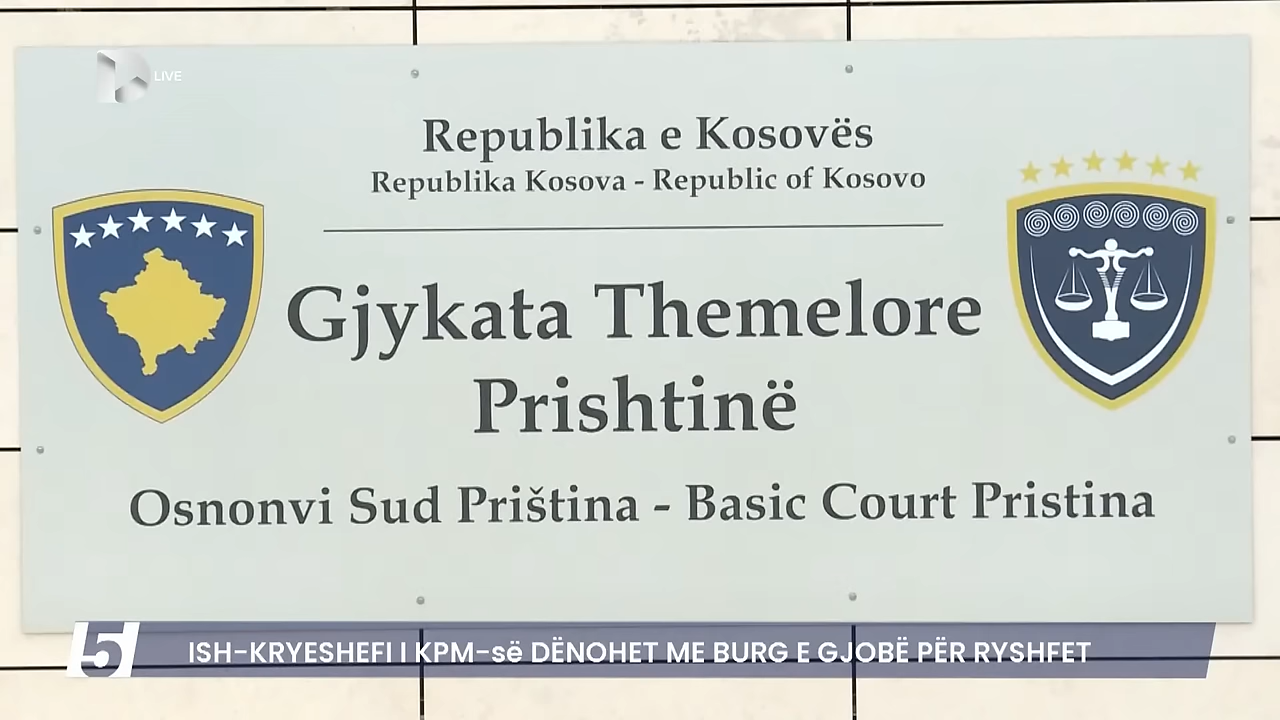 LIVE
Republika e Kosovës
Republika Kosova - Republic of Kosovo
Gjykata Themelore
Prishtinë
Osnonvi Sud Priština - Basic Court Pristina
5 ISH-KRYESHEFI I KPM-së DËNOHET ME BURG E GJOBË PËR RYSHFET